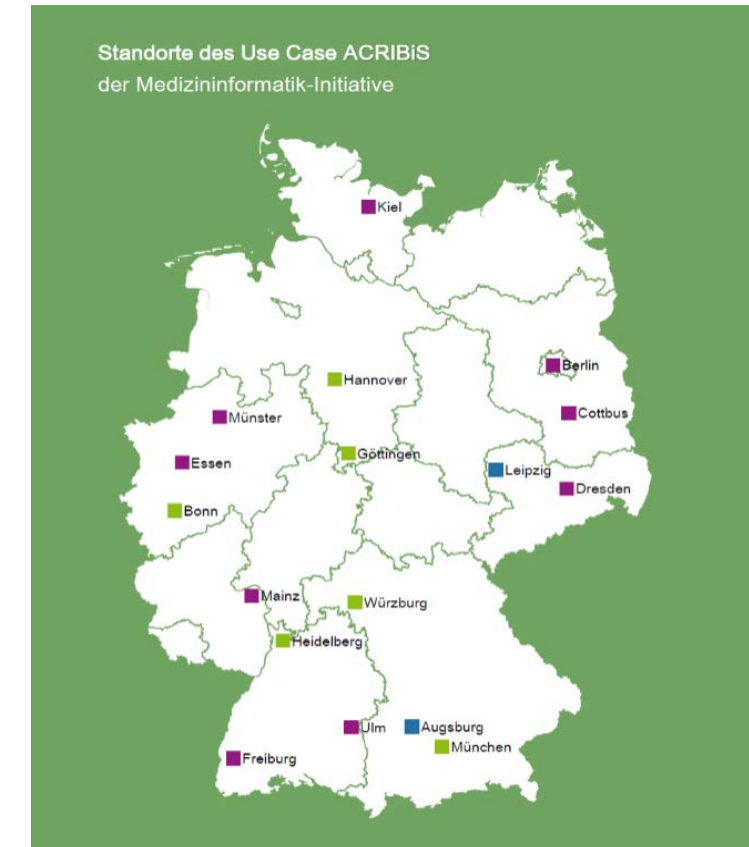 Standorte des Use Case ACRIBiS
der Medizininformatik-Initiative
Kiel
Berlin
Hannover
Cottbus
Münster
Göttingen
Essen
Leipzig
Dresden
Bonn
Mainz
Würzburg
Heidelberg
Ulm
Augsburg
München
Freiburg